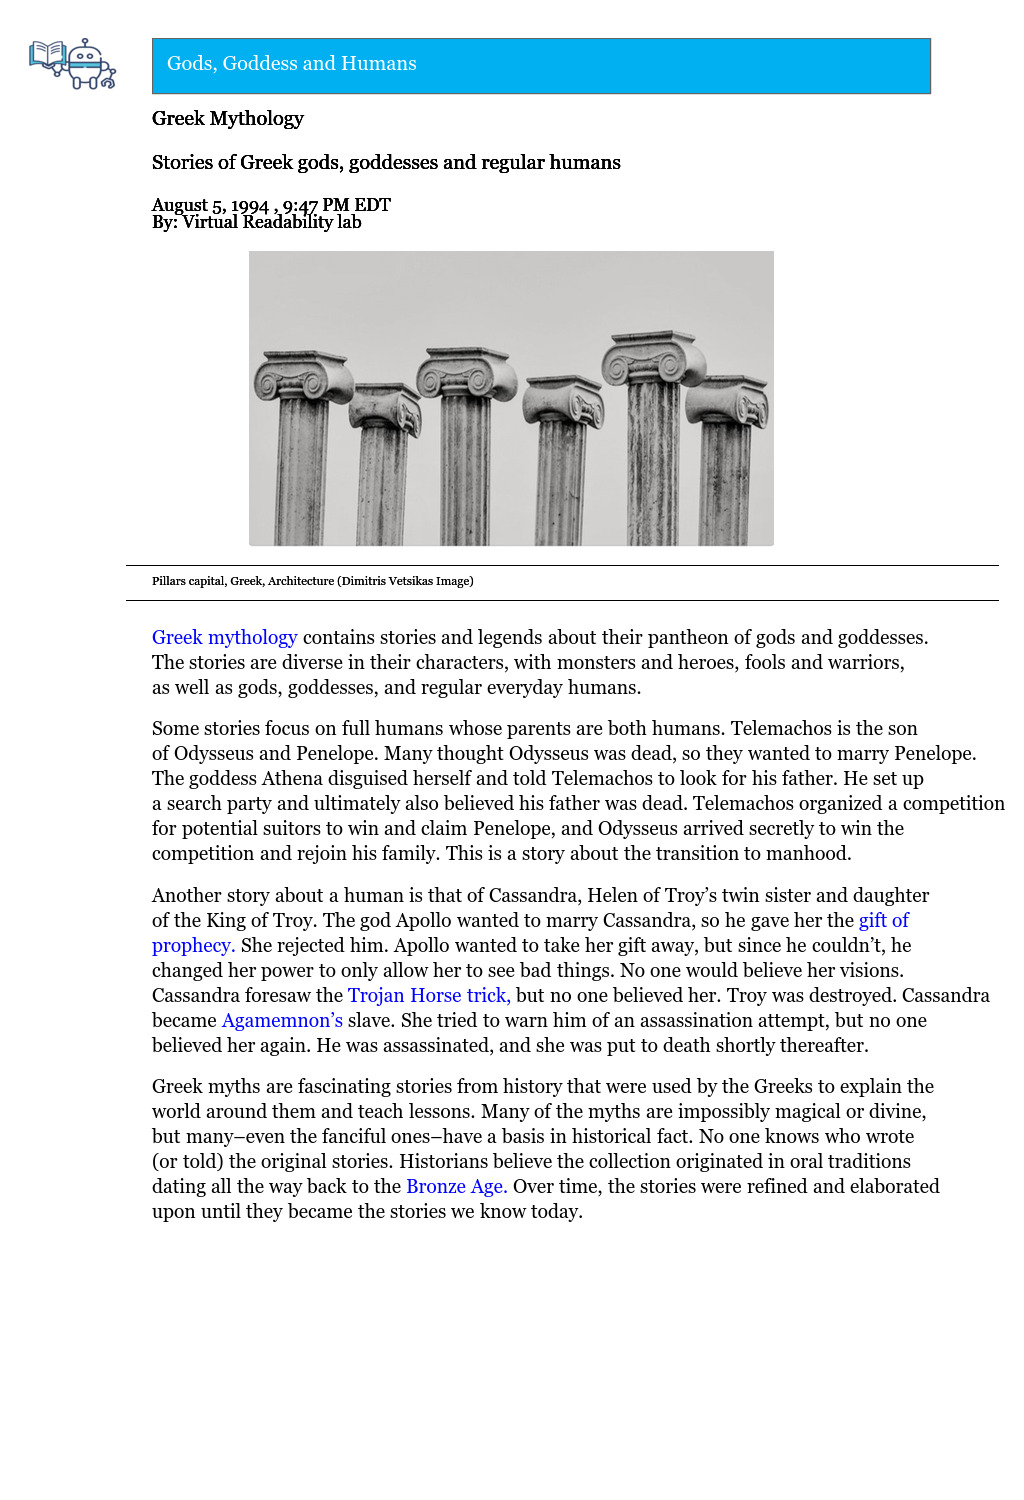 Gods, Goddess and Humans
Greek Mythology
Stories of Greek gods, goddesses and regular humans
August 5, 1994 , 9:47 PM EDT
By: Virtual Readability lab
Pillars capital, Greek, Architecture (Dimitris Vetsikas Image)
Greek mythology contains stories and legends about their pantheon of gods and goddesses.
The stories are diverse in their characters, with monsters and heroes, fools and warriors,
as well as gods, goddesses, and regular everyday humans.
Some stories focus on full humans whose parents are both humans. Telemachos is the son
of Odysseus and Penelope. Many thought Odysseus was dead, so they wanted to marry Penelope.
The goddess Athena disguised herself and told Telemachos to look for his father. He set up
a search party and ultimately also believed his father was dead. Telemachos organized a competition
for potential suitors to win and claim Penelope, and Odysseus arrived secretly to win the
competition and rejoin his family. This is a story about the transition to manhood.
Another story about a human is that of Cassandra, Helen of Troy’s twin sister and daughter
of the King of Troy. The god Apollo wanted to marry Cassandra, so he gave her the gift of
prophecy. She rejected him. Apollo wanted to take her gift away, but since he couldn’t, he
changed her power to only allow her to see bad things. No one would believe her visions.
Cassandra foresaw the Trojan Horse trick, but no one believed her. Troy was destroyed. Cassandra
became Agamemnon’s slave. She tried to warn him of an assassination attempt, but no one
believed her again. He was assassinated, and she was put to death shortly thereafter.
Greek myths are fascinating stories from history that were used by the Greeks to explain the
world around them and teach lessons. Many of the myths are impossibly magical or divine,
but many–even the fanciful ones–have a basis in historical fact. No one knows who wrote
(or told) the original stories. Historians believe the collection originated in oral traditions
dating all the way back to the Bronze Age. Over time, the stories were refined and elaborated
upon until they became the stories we know today.